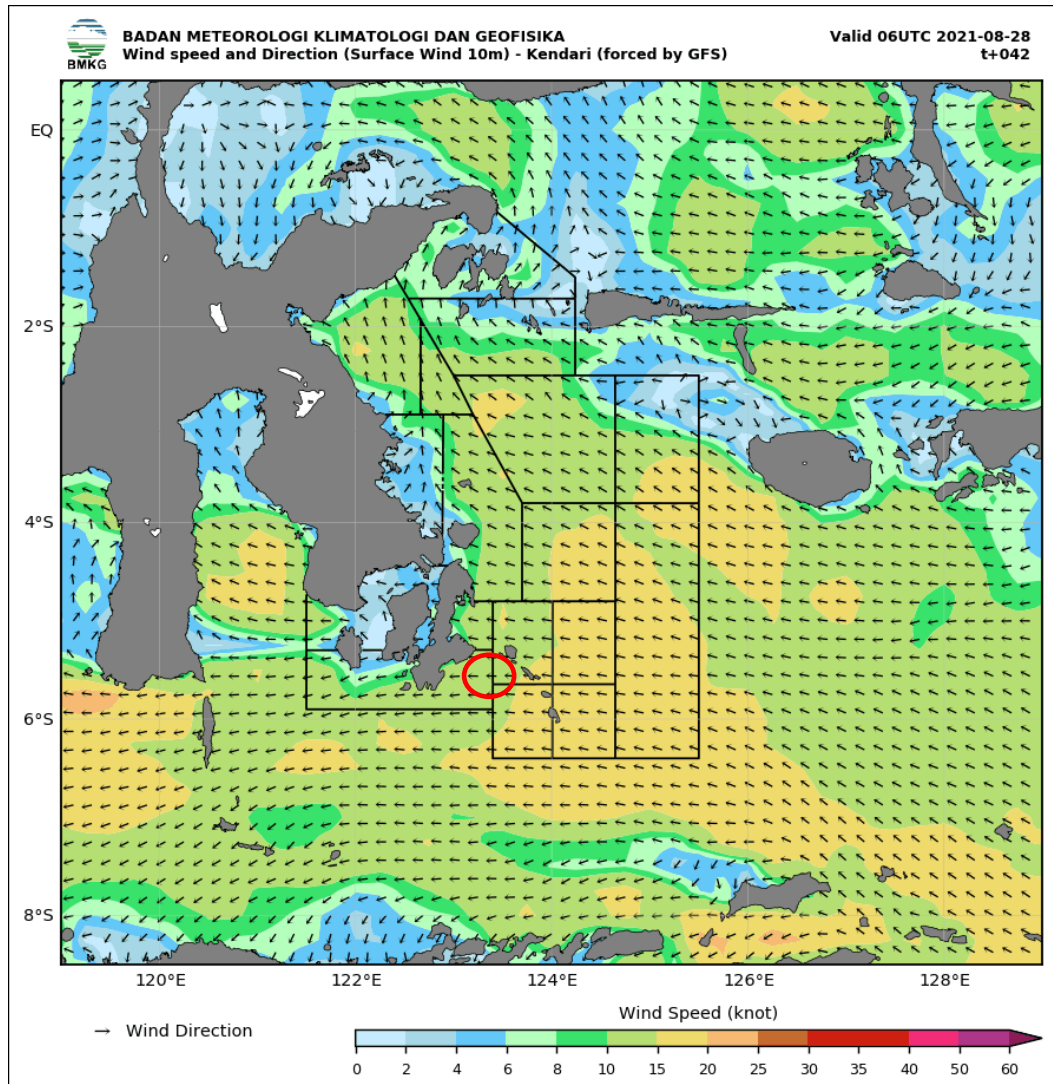 BMKG
BADAN METEOROLOGI KLIMATOLOGI DAN GEOFISIKA
Wind speed and Direction (Surface Wind 10m) - Kendari (forced by GFS)
Valid 06UTC 2021-08-28
t+042
EQ
2°S
4°S
6°S
8°S
120°E 122°E 124°E 126°E 128°E
Wind Direction
Wind Speed (knot)
0 2 4 6 8 10 15 20 25 30 35 40 50 60